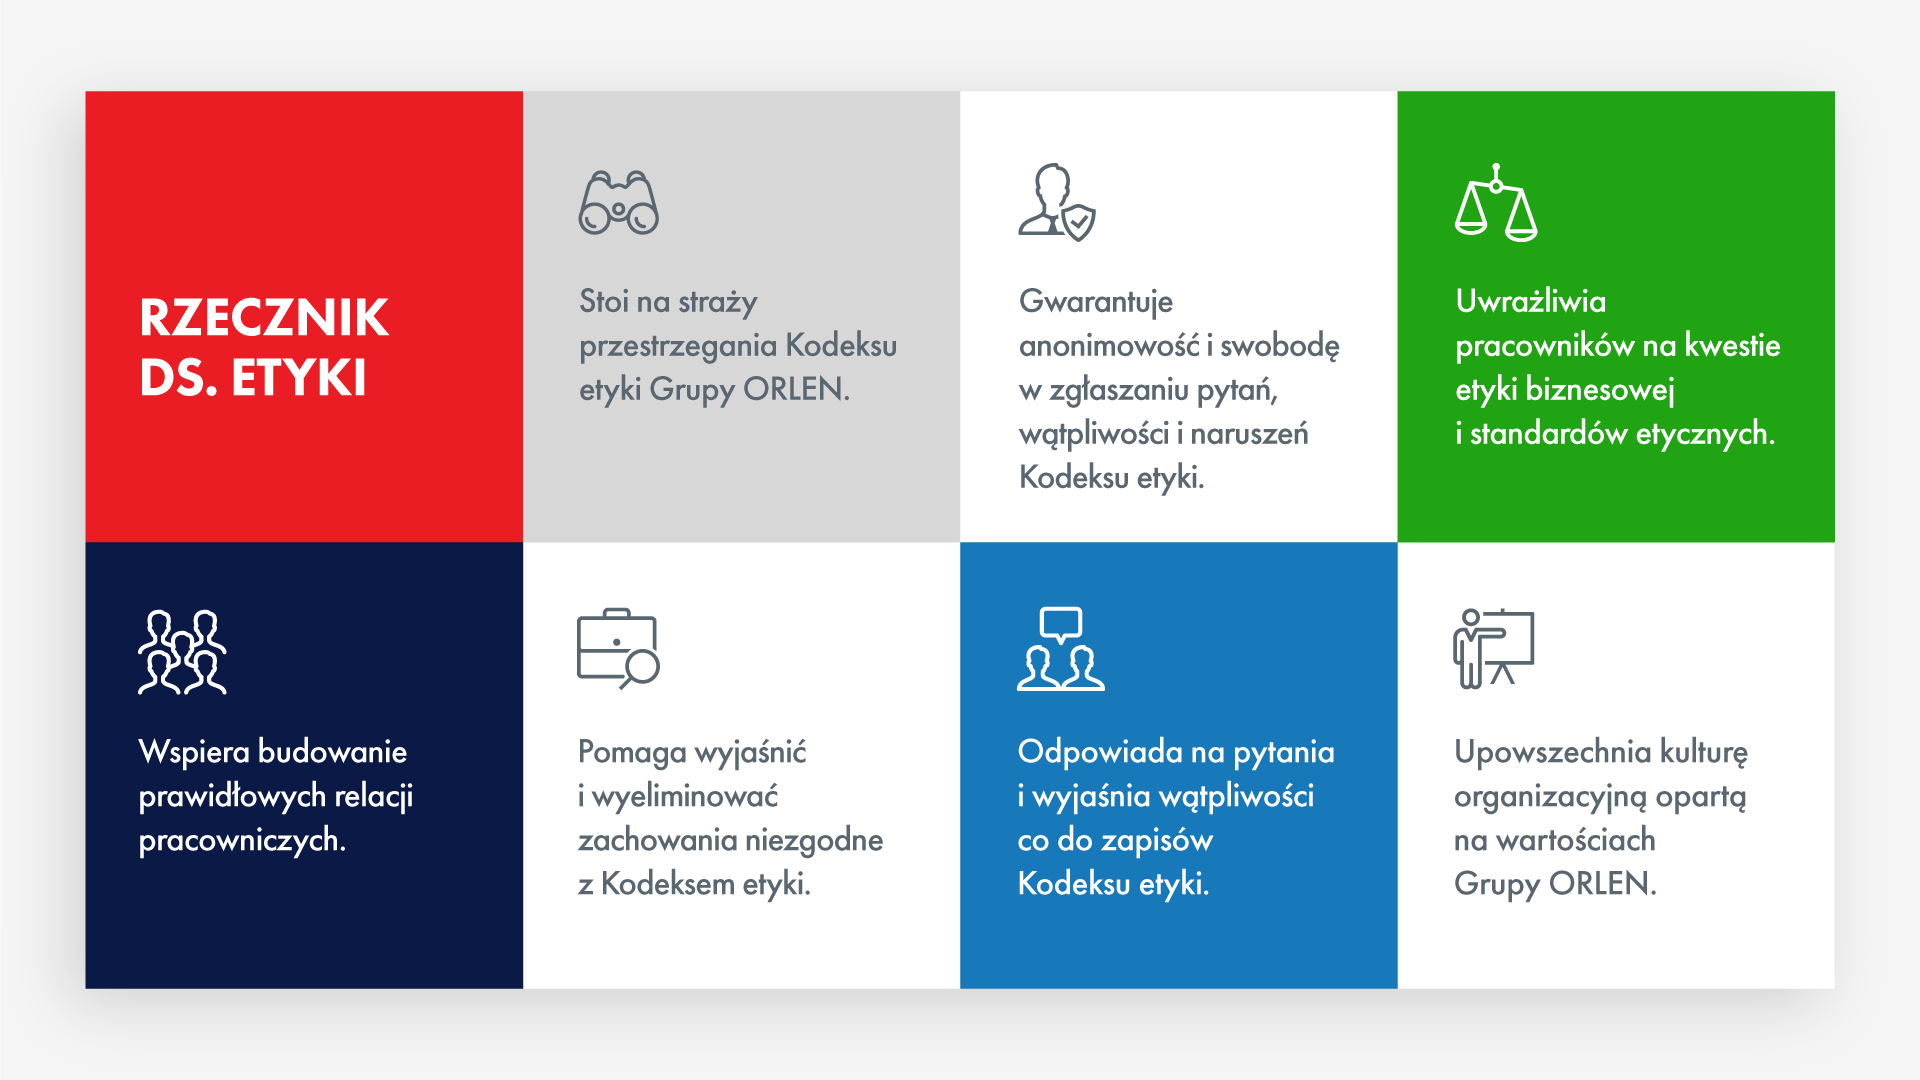 RZECZNIK
DS. ETYKI
Stoi na straży
przestrzegania Kodeksu
etyki Grupy ORLEN.
Gwarantuje
anonimowość i swobodę
w zgłaszaniu pytań,
wątpliwości i naruszeń
Kodeksu etyki.
Uwrażliwia
pracowników na kwestie
etyki biznesowej
i standardów etycznych.
Wspiera budowanie
prawidłowych relacji
pracowniczych.
Pomaga wyjaśnić
i wyeliminować
zachowania niezgodne
z Kodeksem etyki.
Odpowiada na pytania
i wyjaśnia wątpliwości
co do zapisów
Kodeksu etyki.
Upowszechnia kulturę
organizacyjną opartą
na wartościach
Grupy ORLEN.